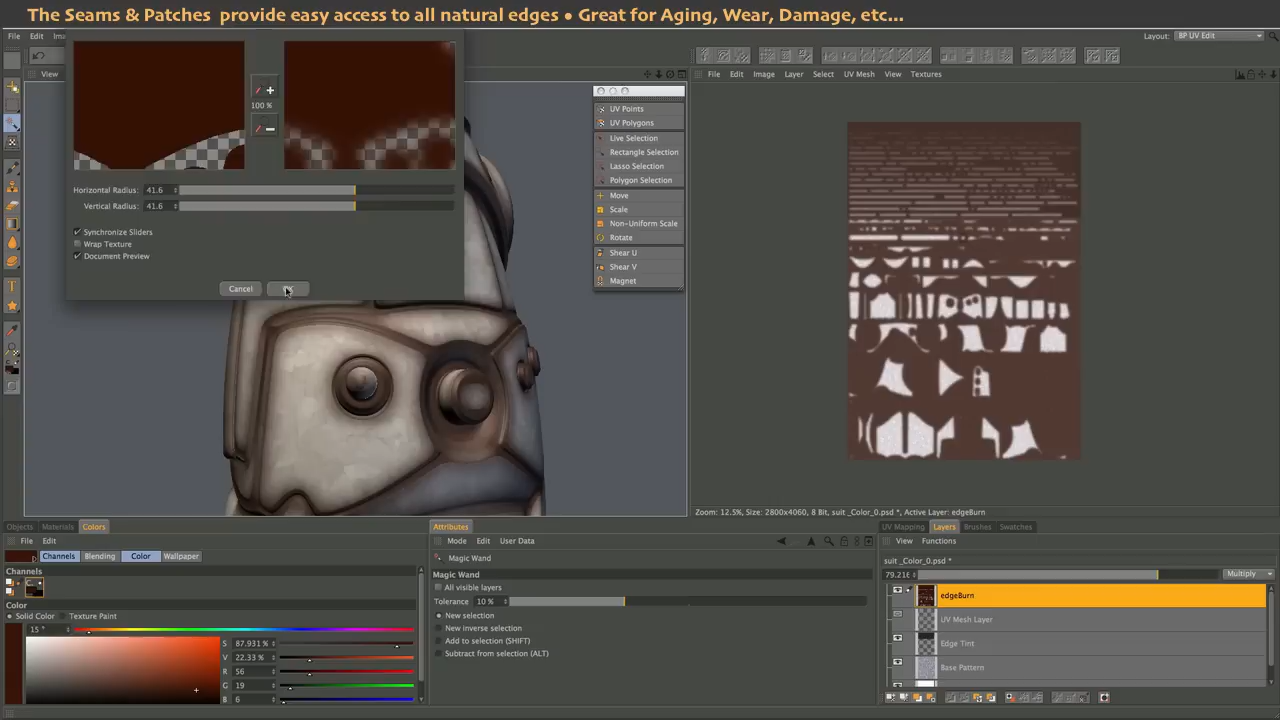 The Seams & Patches provide easy access to all natural edges • Great for Aging, Wear, Damage, etc...
File Edit
Layout: BP UV Edit
View
File Edit Image Layer Select UV Mesh View Textures
100 %
Horizontal Radius: 41.6
Vertical Radius: 41.6
Synchronize Sliders
Wrap Texture
Document Preview
Cancel
UV Points
UV Polygons
Live Selection
Rectangle Selection
Lasso Selection
Polygon Selection
Move
Scale
Non-Uniform Scale
Rotate
Shear U
Shear V
Magnet
Zoom: 12.5%, Size: 2800x4060, 8 Bit, suit _Color_0.psd *, Active Layer: edgeBurn
Objects Materials Colors
File Edit
Channels Blending Color Wallpaper
Channels
Color
Solid Color Texture Paint
15 °
S 87.931 %
V 22.33 %
R 56
G 19
B 6
Attributes
Mode Edit User Data
Magic Wand
Magic Wand
All visible layers
Tolerance 10 %
New selection
New inverse selection
Add to selection (SHIFT)
Subtract from selection (ALT)
UV Mapping Layers Brushes Swatches
View Functions
suit _Color_0.psd *
79.216 Multiply
edgeBurn
UV Mesh Layer
Edge Tint
Base Pattern